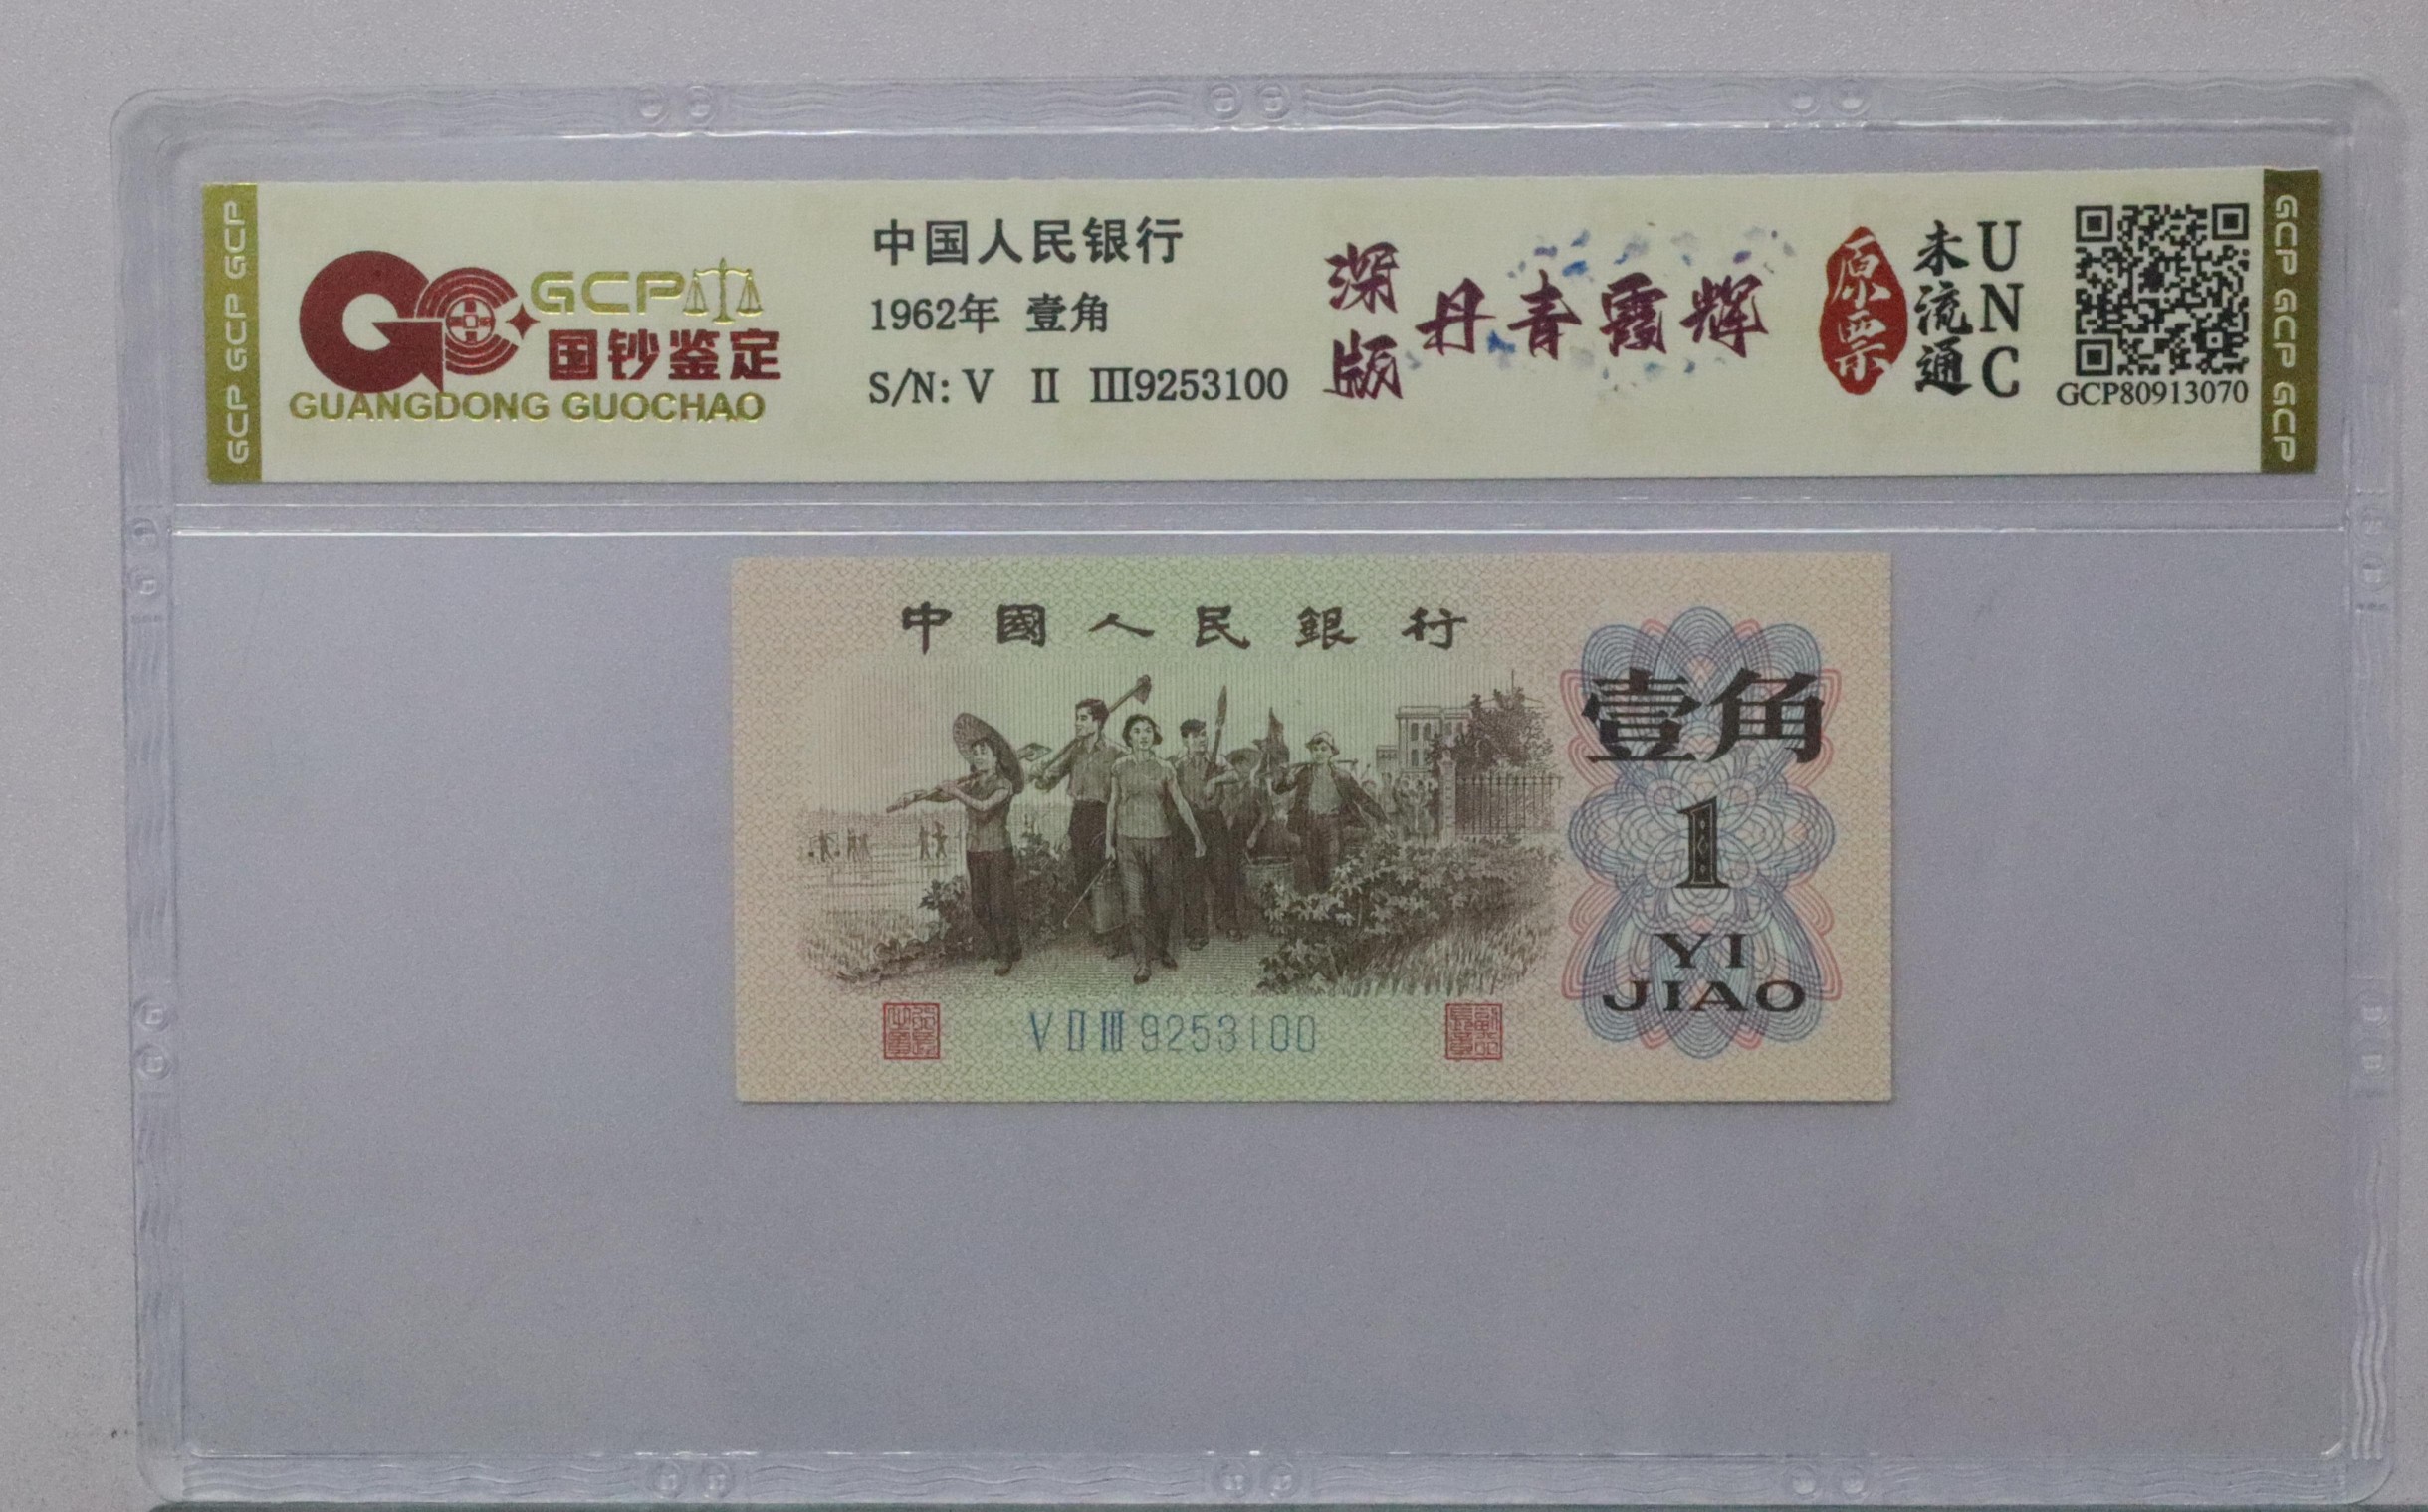 GCP GCP GCP
GCP
国钞鉴定
GUANGDONG GUOCHAO
中国人民银行
1962年 壹角
S/N: V Ⅱ Ⅲ9253100
深版
丹青霞辉
原票
未流通
UNC
GCP80913070
GCP GCP GCP
中國人民銀行
壹角
1
YI
JIAO
V Ⅱ Ⅲ 9253100